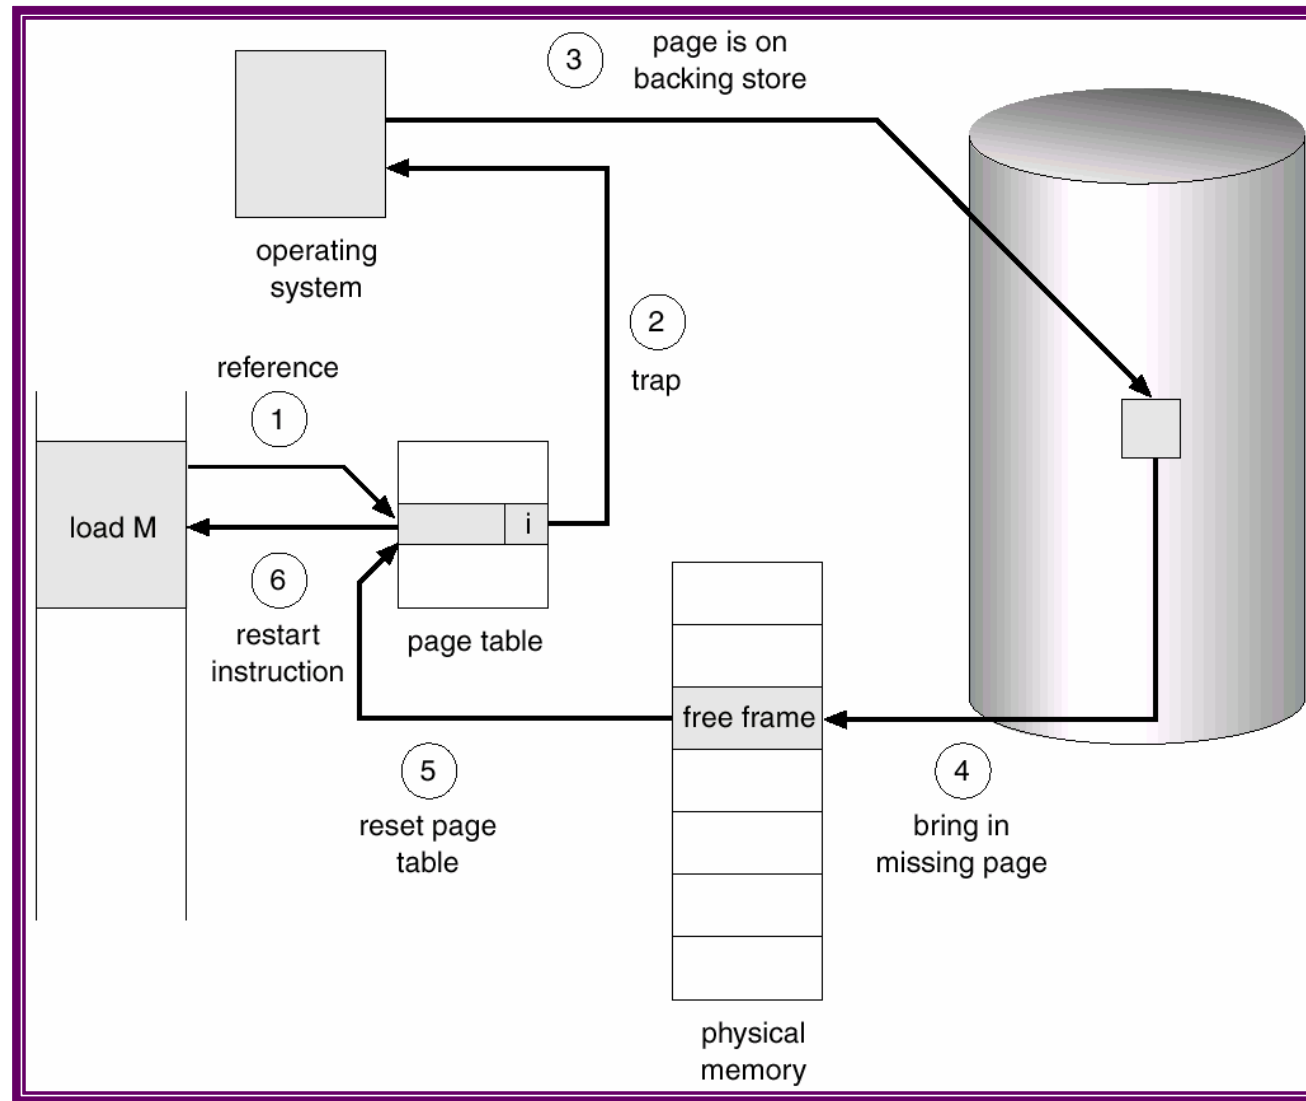 3
page is on
backing store
operating
system
2
trap
reference
1
load M
i
6
restart
instruction
page table
free frame
5
reset page
table
4
bring in
missing page
physical
memory